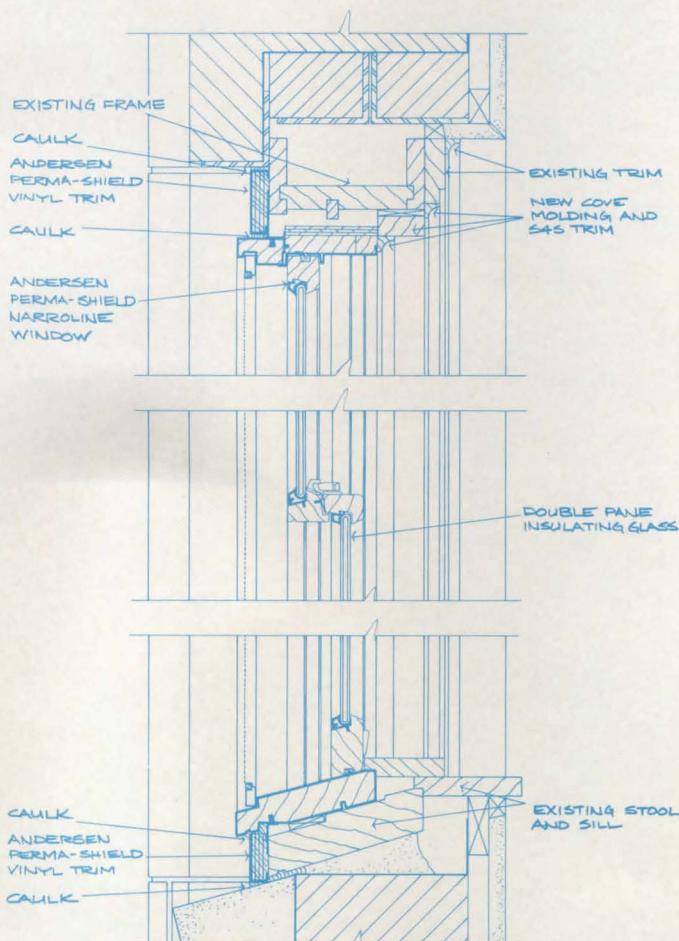 EXISTING FRAME
CAULK
ANDERSEN
PERMA-SHIELD
VINYL TRIM
CAULK
ANDERSEN
PERMA-SHIELD
NARROLINE
WINDOW
EXISTING TRIM
NEW COVE
MOLDING AND
S4S TRIM
DOUBLE PANE
INSULATING GLASS
CAULK
ANDERSEN
PERMA-SHIELD
VINYL TRIM
CAULK
EXISTING STOOL
AND SILL